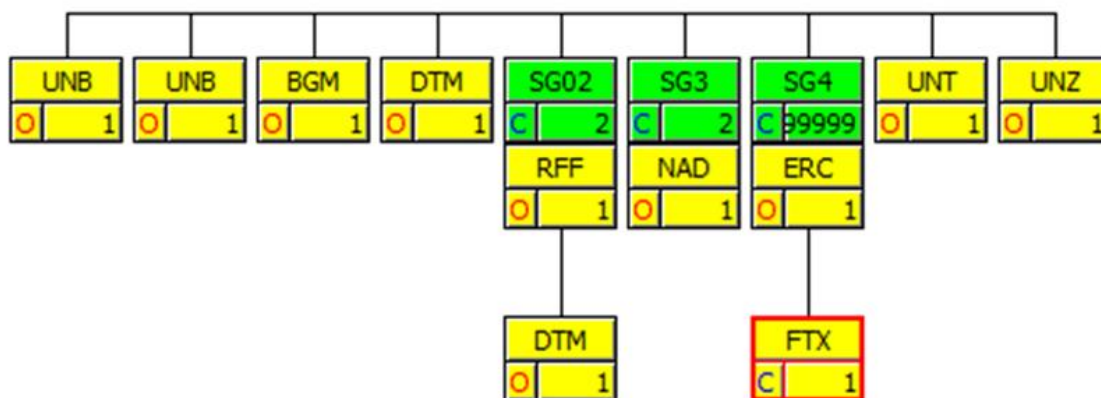 UNB UNB BGM DTM SG02 SG3 SG4 UNT UNZ
O 1 O 1 O 1 O 1 C 2 C 2 C 99999 O 1 O 1
RFF NAD ERC
O 1 O 1 O 1
DTM FTX
O 1 C 1